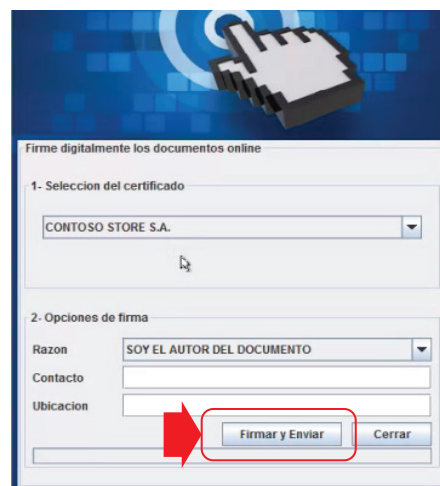 Firme digitalmente los documentos online
1- Seleccion del certificado
CONTOSO STORE S.A.
2- Opciones de firma
Razon SOY EL AUTOR DEL DOCUMENTO
Contacto
Ubicacion
Firmar y Enviar Cerrar